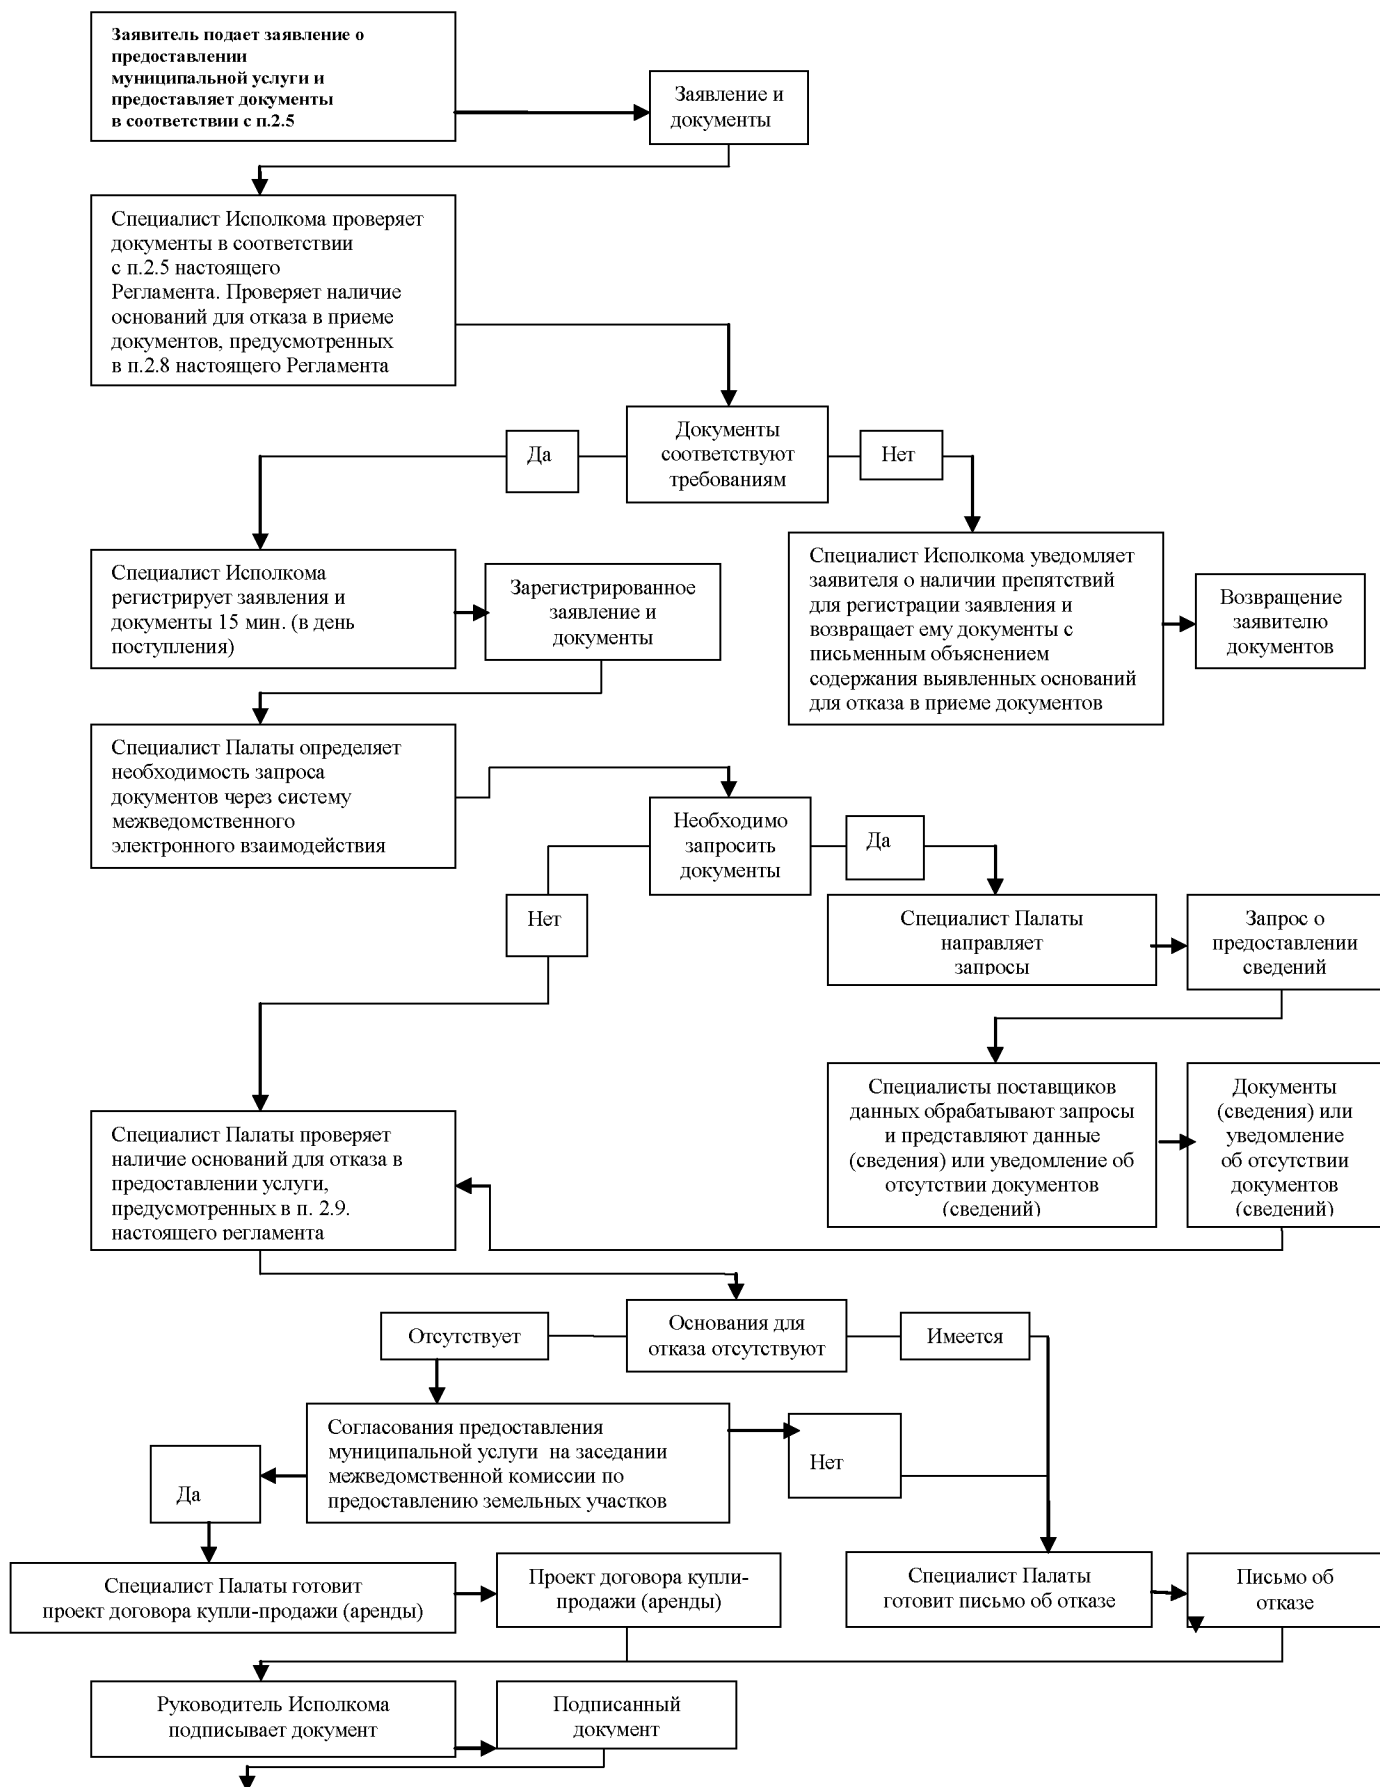 Заявитель подает заявление о
предоставлении
муниципальной услуги и
предоставляет документы
в соответствии с п.2.5
Заявление и
документы
Специалист Исполкома проверяет
документы в соответствии
с п.2.5 настоящего
Регламента. Проверяет наличие
оснований для отказа в приеме
документов, предусмотренных
в п.2.8 настоящего Регламента
Документы
соответствуют
требованиям
Да
Нет
Специалист Исполкома
регистрирует заявления и
документы 15 мин. (в день
поступления)
Зарегистрированное
заявление и
документы
Специалист Исполкома уведомляет
заявителя о наличии препятствий
для регистрации заявления и
возвращает ему документы с
письменным объяснением
содержания выявленных оснований
для отказа в приеме документов
Возвращение
заявителю
документов
Специалист Палаты определяет
необходимость запроса
документов через систему
межведомственного
электронного взаимодействия
Необходимо
запросить
документы
Да
Нет
Специалист Палаты
направляет
запросы
Запрос о
предоставлении
сведений
Специалисты поставщиков
данных обрабатывают запросы
и представляют данные
(сведения) или уведомление об
отсутствии документов
(сведений)
Документы
(сведения) или
уведомление
об отсутствии
документов
(сведений)
Специалист Палаты проверяет
наличие оснований для отказа в
предоставлении услуги,
предусмотренных в п. 2.9.
настоящего регламента
Основания для
отказа отсутствуют
Отсутствует
Имеется
Согласования предоставления
муниципальной услуги  на заседании
межведомственной комиссии по
предоставлению земельных участков
Нет
Да
Специалист Палаты готовит
проект договора купли-продажи (аренды)
Проект договора купли-
продажи (аренды)
Специалист Палаты
готовит письмо об отказе
Письмо об
отказе
Руководитель Исполкома
подписывает документ
Подписанный
документ